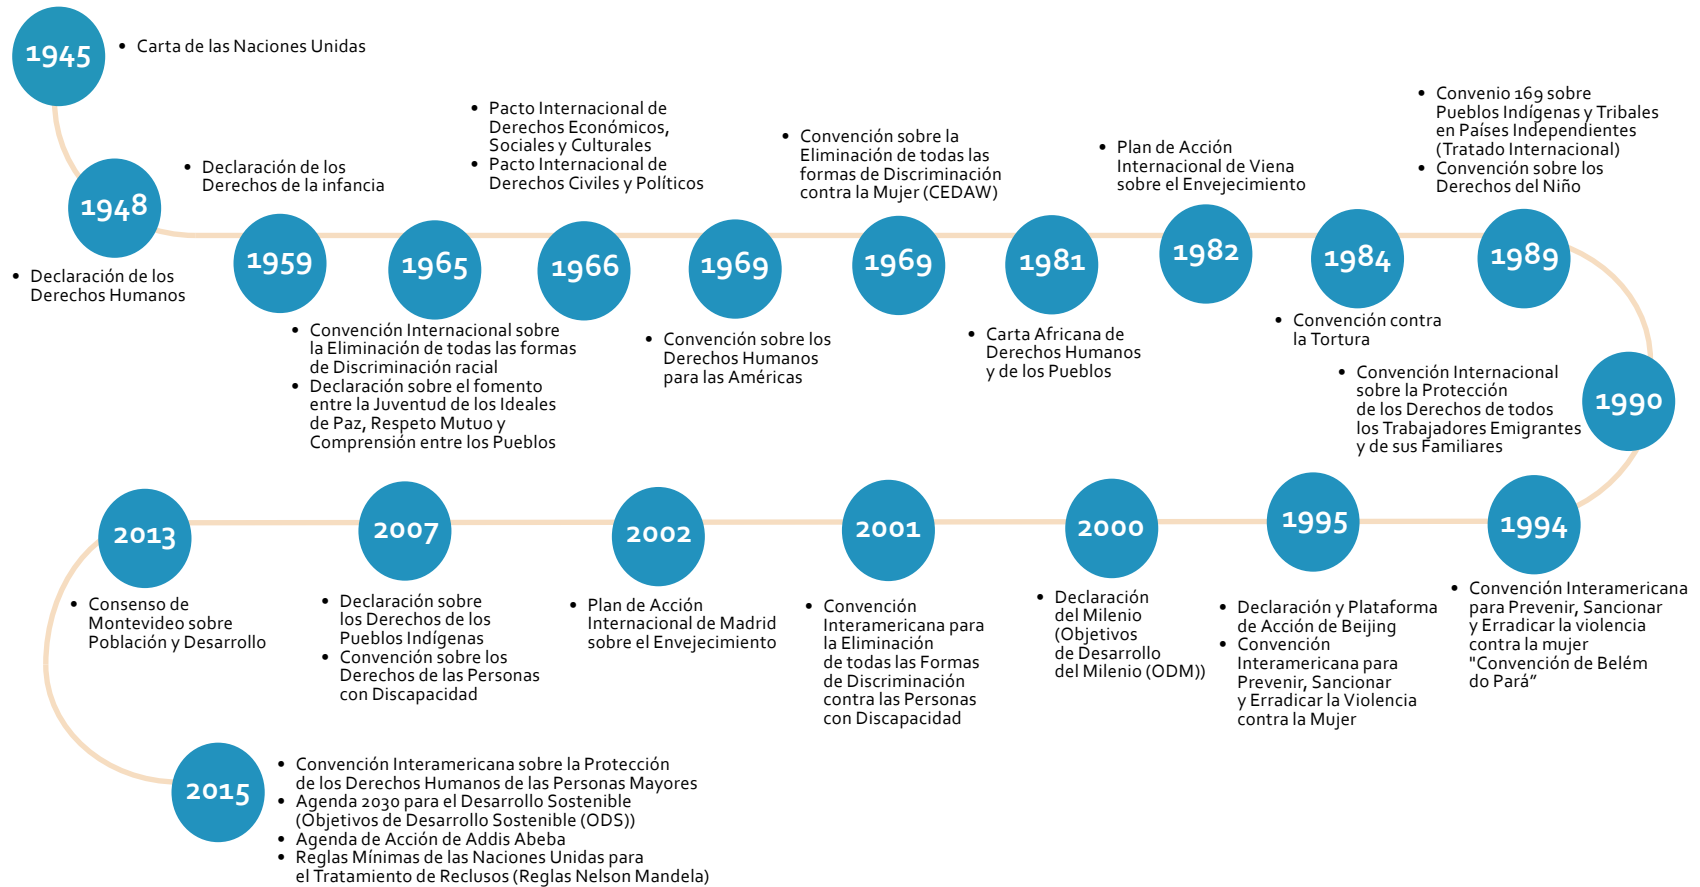 1945
• Carta de las Naciones Unidas
1948
• Declaración de los
Derechos Humanos
1959
• Declaración de los
Derechos de la infancia
1965
• Convención Internacional sobre
la Eliminación de todas las formas
de Discriminación racial
• Declaración sobre el fomento
entre la Juventud de los Ideales
de Paz, Respeto Mutuo y
Comprensión entre los Pueblos
1966
• Pacto Internacional de
Derechos Económicos,
Sociales y Culturales
• Pacto Internacional de
Derechos Civiles y Políticos
1969
• Convención sobre los
Derechos Humanos
para las Américas
1969
• Convención sobre la
Eliminación de todas las
formas de Discriminación
contra la Mujer (CEDAW)
1981
• Carta Africana de
Derechos Humanos
y de los Pueblos
1982
• Plan de Acción
Internacional de Viena
sobre el Envejecimiento
1984
• Convención contra
la Tortura
1989
• Convenio 169 sobre
Pueblos Indígenas y Tribales
en Países Independientes
(Tratado Internacional)
• Convención sobre los
Derechos del Niño
1990
• Convención Internacional
sobre la Protección
de los Derechos de todos
los Trabajadores Emigrantes
y de sus Familiares
1994
• Convención Interamericana
para Prevenir, Sancionar
y Erradicar la violencia
contra la mujer
"Convención de Belém
do Pará”
1995
• Declaración y Plataforma
de Acción de Beijing
• Convención
Interamericana para
Prevenir, Sancionar
y Erradicar la Violencia
contra la Mujer
2000
• Declaración
del Milenio
(Objetivos
de Desarrollo
del Milenio (ODM))
2001
• Convención
Interamericana para
la Eliminación
de todas las Formas
de Discriminación
contra las Personas
con Discapacidad
2002
• Plan de Acción
Internacional de Madrid
sobre el Envejecimiento
2007
• Declaración sobre
los Derechos de los
Pueblos Indígenas
• Convención sobre los
Derechos de las Personas
con Discapacidad
2013
• Consenso de
Montevideo sobre
Población y Desarrollo
2015
• Convención Interamericana sobre la Protección
de los Derechos Humanos de las Personas Mayores
• Agenda 2030 para el Desarrollo Sostenible
(Objetivos de Desarrollo Sostenible (ODS))
• Agenda de Acción de Addis Abeba
• Reglas Mínimas de las Naciones Unidas para
el Tratamiento de Reclusos (Reglas Nelson Mandela)